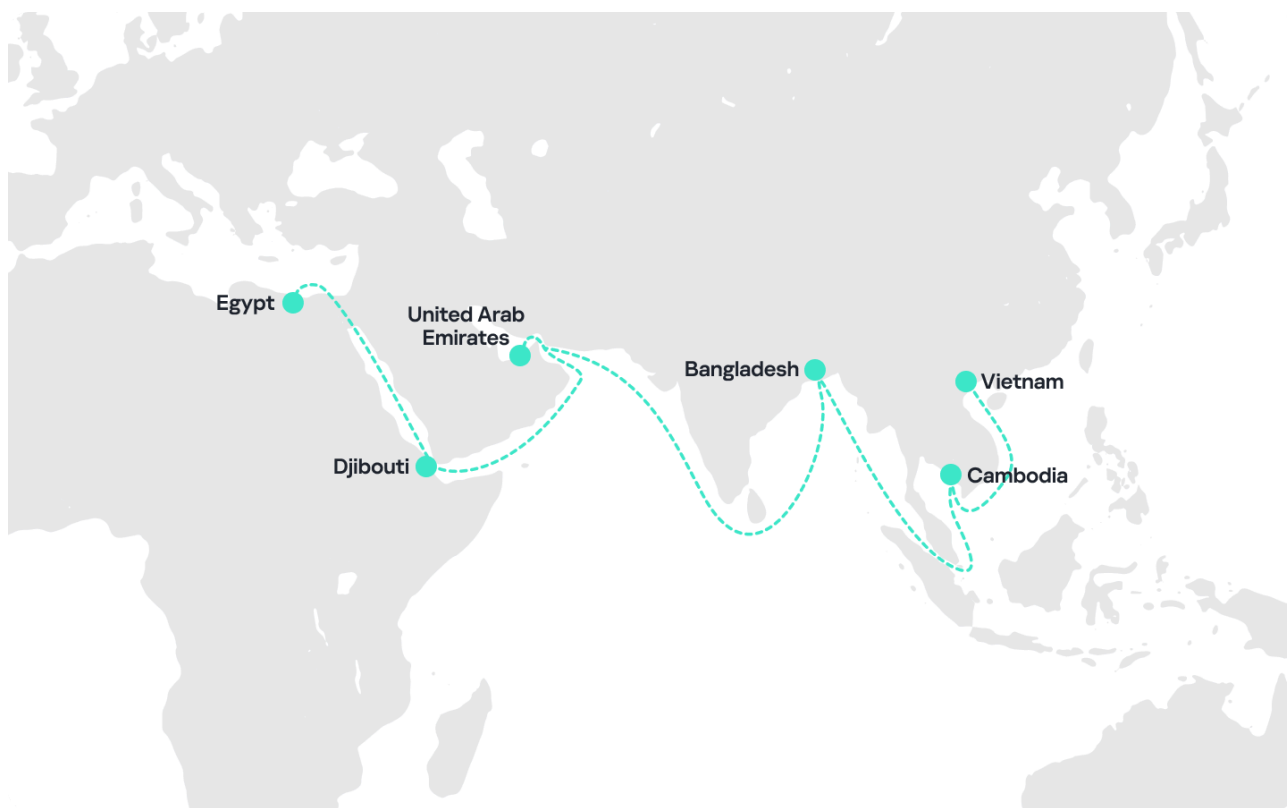 Egypt
United Arab
Emirates
Bangladesh
Vietnam
Djibouti
Cambodia